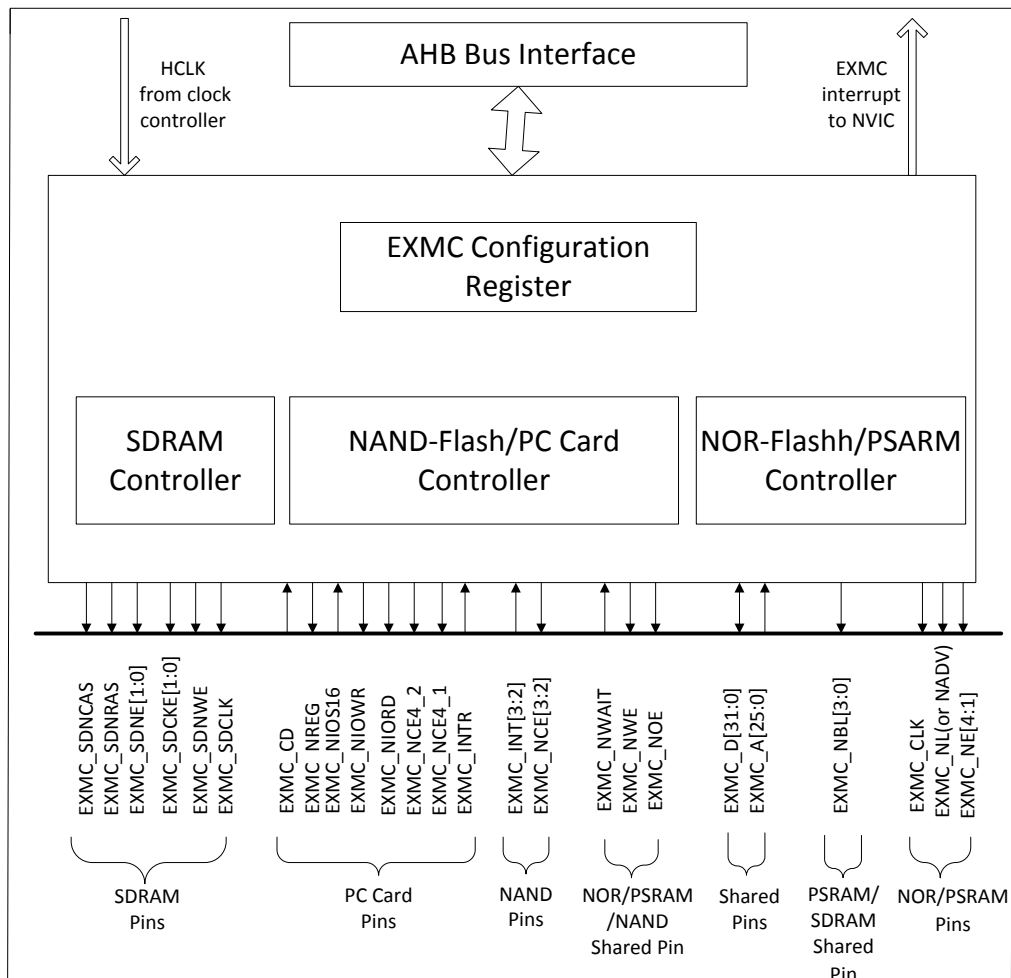 HCLK
from clock
controller
AHB Bus Interface
EXMC
interrupt
to NVIC
EXMC Configuration
Register
SDRAM
Controller
NAND-Flash/PC Card
Controller
NOR-Flashh/PSARM
Controller
EXMC_SDNCAS
EXMC_SDNRAS
EXMC_SDNE[1:0]
EXMC_SDCKE[1:0]
EXMC_SDNWE
EXMC_SDCLK
EXMC_CD
EXMC_NREG
EXMC_NIOS16
EXMC_NIOWR
EXMC_NIORD
EXMC_NCE4_2
EXMC_NCE4_1
EXMC_INTR
EXMC_INT[3:2]
EXMC_NCE[3:2]
EXMC_NWAIT
EXMC_NWE
EXMC_NOE
EXMC_D[31:0]
EXMC_A[25:0]
EXMC_NBL[3:0]
EXMC_CLK
EXMC_NL(or NADV)
EXMC_NE[4:1]
SDRAM
Pins
PC Card
Pins
NAND
Pins
NOR/PSRAM
/NAND
Shared Pin
Shared
Pins
PSRAM/
SDRAM
Shared
Pin
NOR/PSRAM
Pins